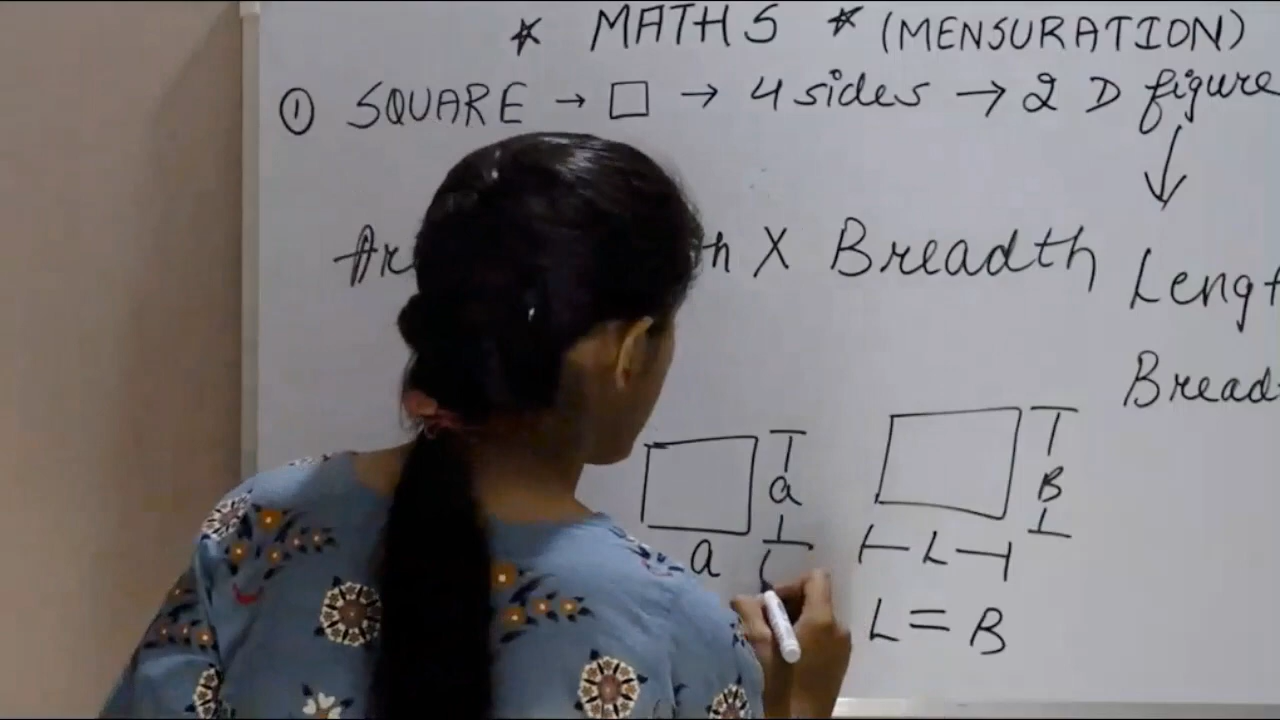 * MATHS * (MENSURATION)
① SQUARE → □ → 4 sides → 2 D figure
↓
X Breadth
a
a
B
L
L = B